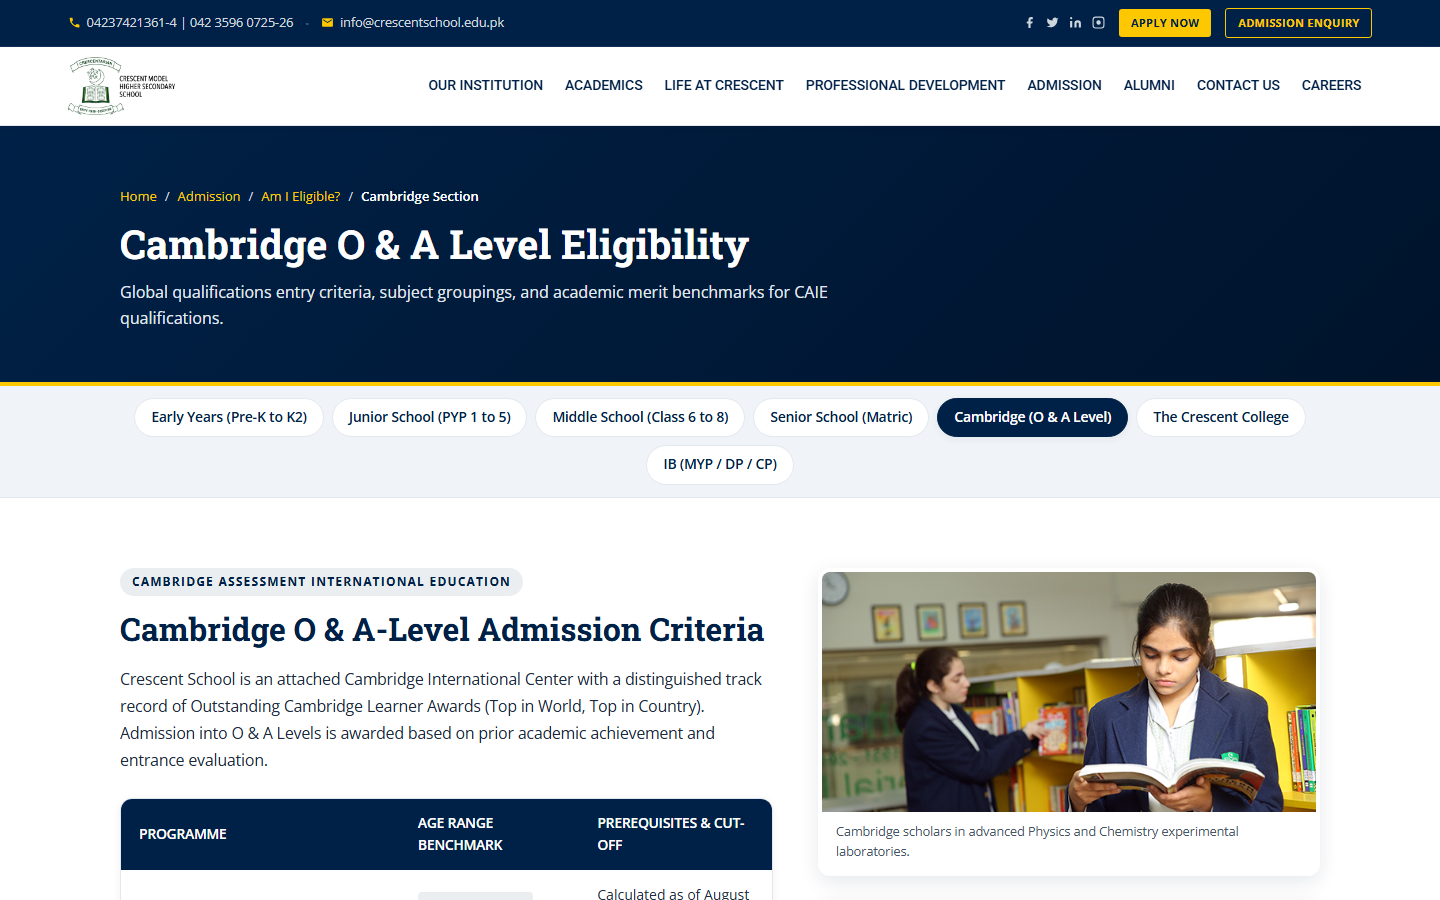 04237421361-4 | 042 3596 0725-26
info@crescentschool.edu.pk
APPLY NOW
ADMISSION ENQUIRY
CRESCENT MODEL
HIGHER SECONDARY
SCHOOL
OUR INSTITUTION
ACADEMICS
LIFE AT CRESCENT
PROFESSIONAL DEVELOPMENT
ADMISSION
ALUMNI
CONTACT US
CAREERS
Home / Admission / Am I Eligible? / Cambridge Section
Cambridge O & A Level Eligibility
Global qualifications entry criteria, subject groupings, and academic merit benchmarks for CAIE
qualifications.
Early Years (Pre-K to K2)
Junior School (PYP 1 to 5)
Middle School (Class 6 to 8)
Senior School (Matric)
Cambridge (O & A Level)
The Crescent College
IB (MYP / DP / CP)
CAMBRIDGE ASSESSMENT INTERNATIONAL EDUCATION
Cambridge O & A-Level Admission Criteria
Crescent School is an attached Cambridge International Center with a distinguished track
record of Outstanding Cambridge Learner Awards (Top in World, Top in Country).
Admission into O & A Levels is awarded based on prior academic achievement and
entrance evaluation.
PROGRAMME
AGE RANGE
BENCHMARK
PREREQUISITES & CUT-
OFF
Calculated as of August
Cambridge scholars in advanced Physics and Chemistry experimental
laboratories.